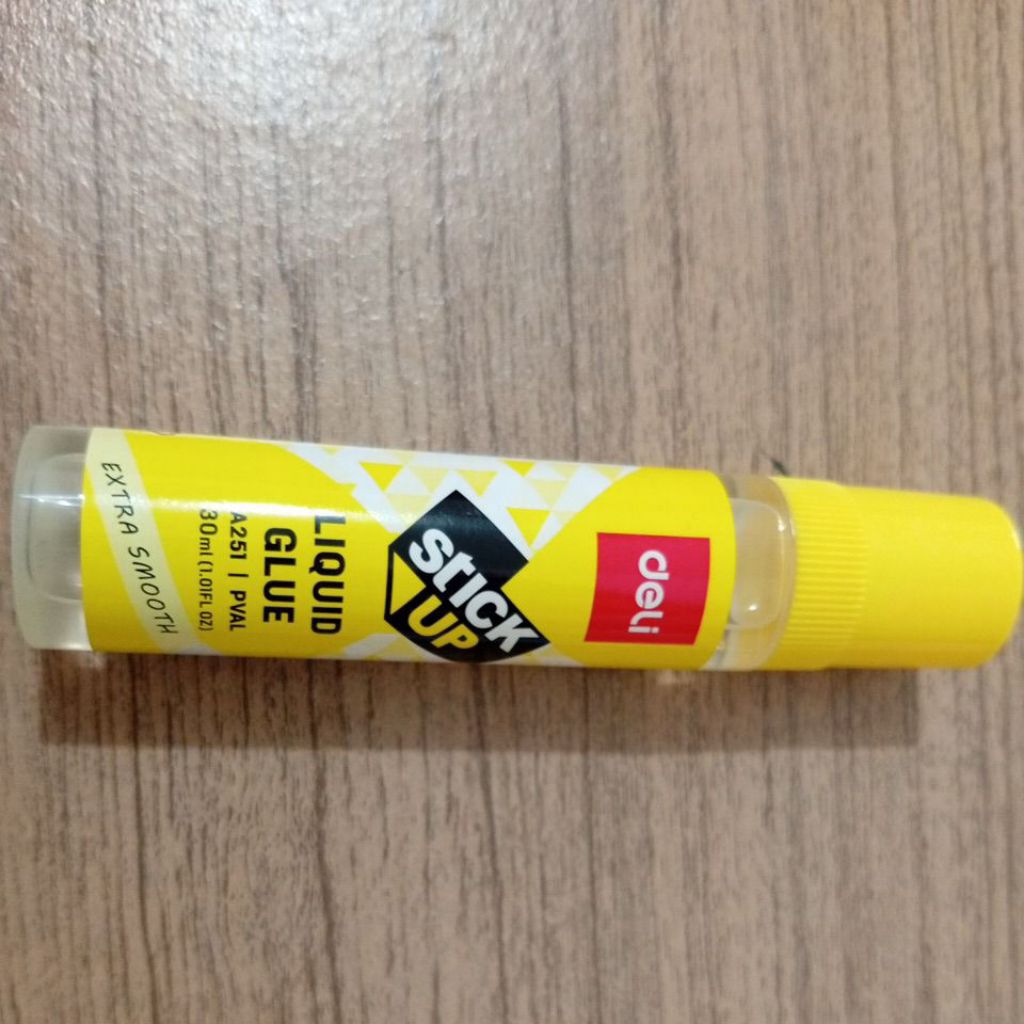 deli
STICK
UP
LIQUID
GLUE
A251 | PVAL
30ml (1.01FL OZ)
EXTRA SMOOTH